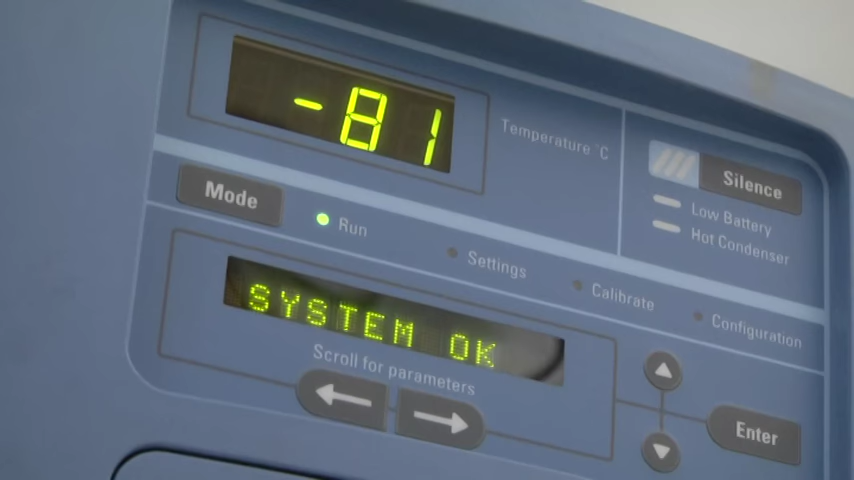 -81
Temperature °C
Silence
Low Battery
Hot Condenser
Mode
Run
Settings
Calibrate
Configuration
SYSTEM OK
Scroll for parameters
Enter